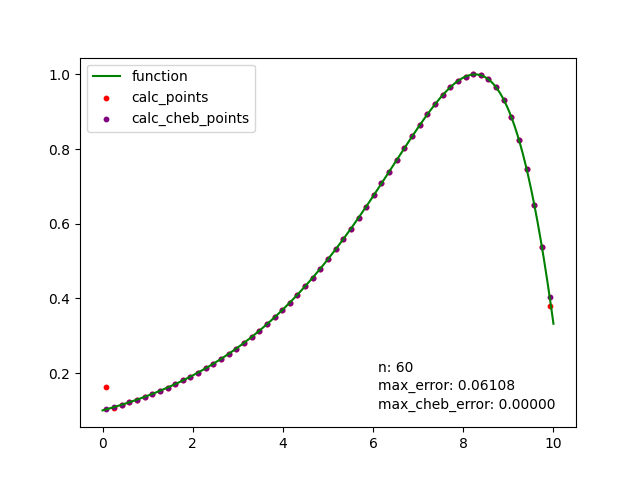 function
calc_points
calc_cheb_points
1.0
0.8
0.6
0.4
0.2
n: 60
max_error: 0.06108
max_cheb_error: 0.00000
0 2 4 6 8 10